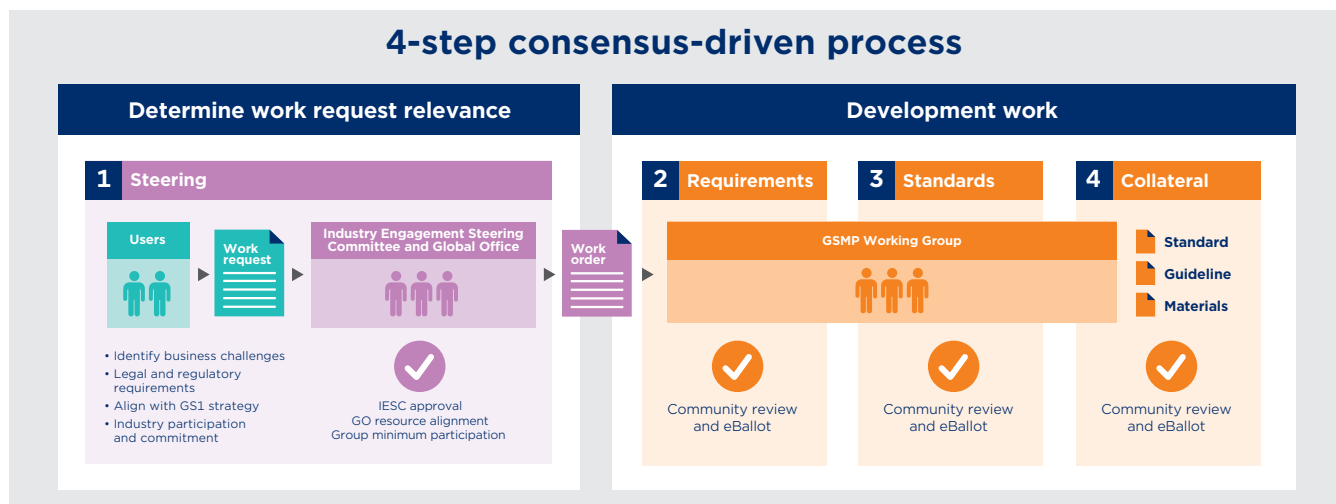 4-step consensus-driven process
Determine work request relevance
1 Steering
Users
Work
request
Industry Engagement Steering
Committee and Global Office
Work
order
• Identify business challenges
• Legal and regulatory
requirements
• Align with GS1 strategy
• Industry participation
and commitment
IESC approval
GO resource alignment
Group minimum participation
Development work
2 Requirements
3 Standards
4 Collateral
GSMP Working Group
Standard
Guideline
Materials
Community review
and eBallot
Community review
and eBallot
Community review
and eBallot